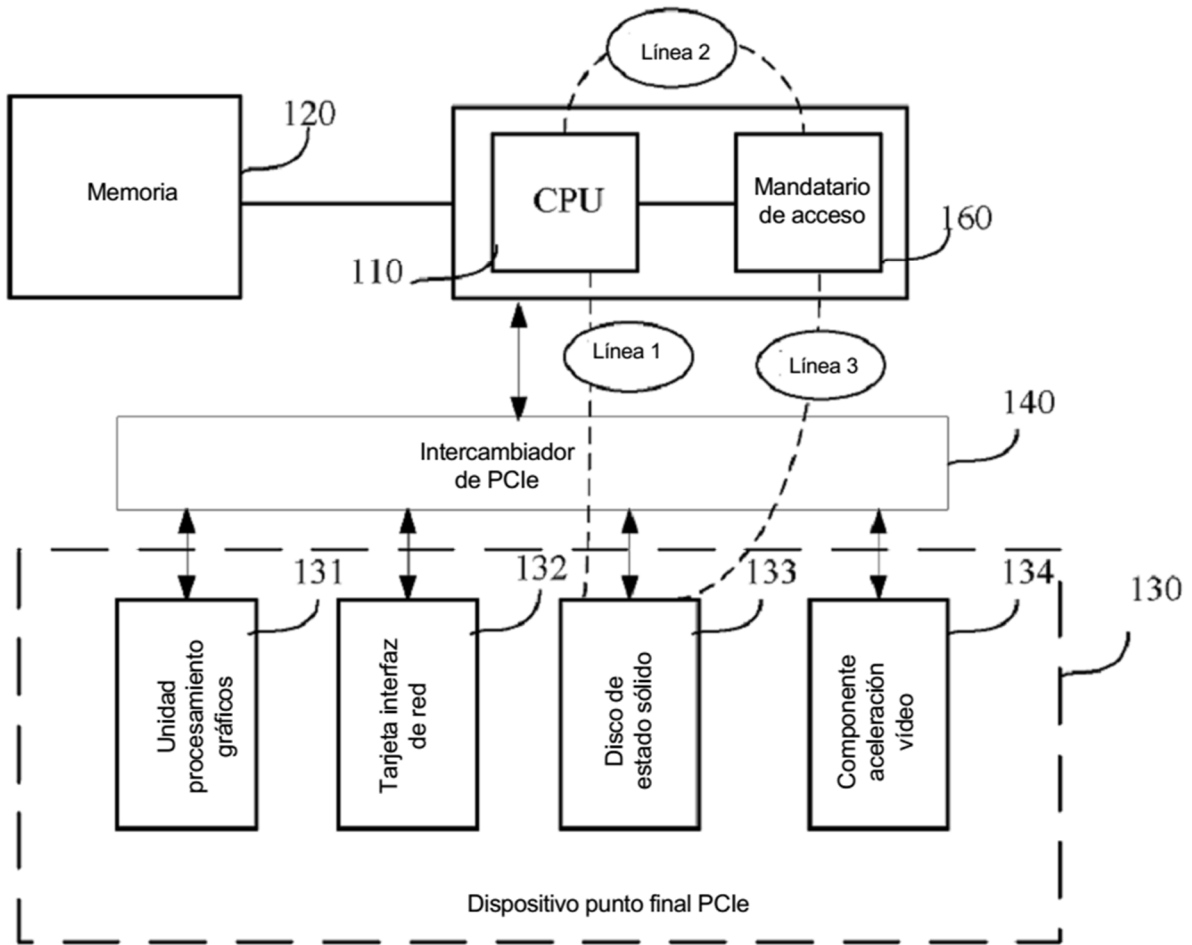 Línea 2
120
Memoria
CPU
Mandatario
de acceso
160
110
Línea 1
Línea 3
140
Intercambiador
de PCIe
131
132
133
134
130
Unidad
procesamiento
gráficos
Tarjeta interfaz
de red
Disco de
estado sólido
Componente
aceleración
vídeo
Dispositivo punto final PCIe